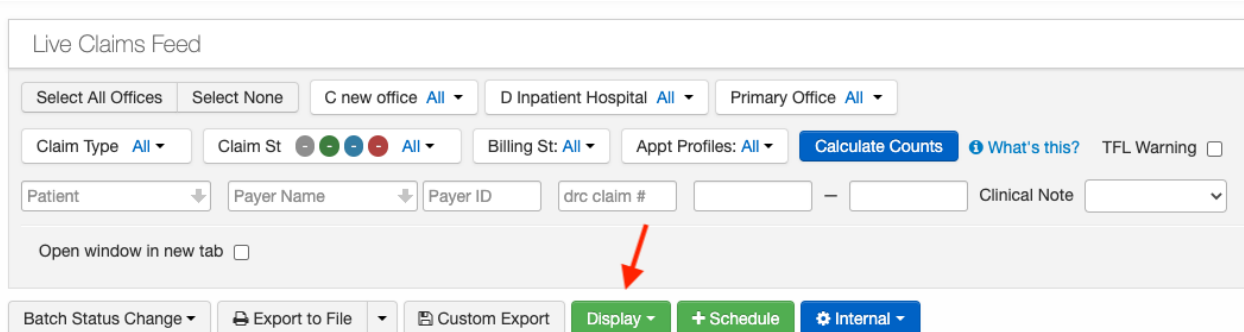 Live Claims Feed
Select All Offices Select None C new office All D Inpatient Hospital All Primary Office All
Claim Type All Claim St - - - - All Billing St: All Appt Profiles: All Calculate Counts What's this? TFL Warning
Patient Payer Name Payer ID drc claim # — Clinical Note
Open window in new tab
Batch Status Change Export to File Custom Export Display + Schedule Internal